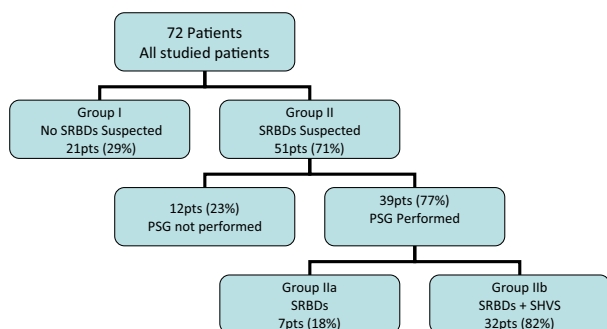 72 Patients
All studied patients
Group I
No SRBDs Suspected
21pts (29%)
Group II
SRBDs Suspected
51pts (71%)
12pts (23%)
PSG not performed
39pts (77%)
PSG Performed
Group IIa
SRBDs
7pts (18%)
Group IIb
SRBDs + SHVS
32pts (82%)